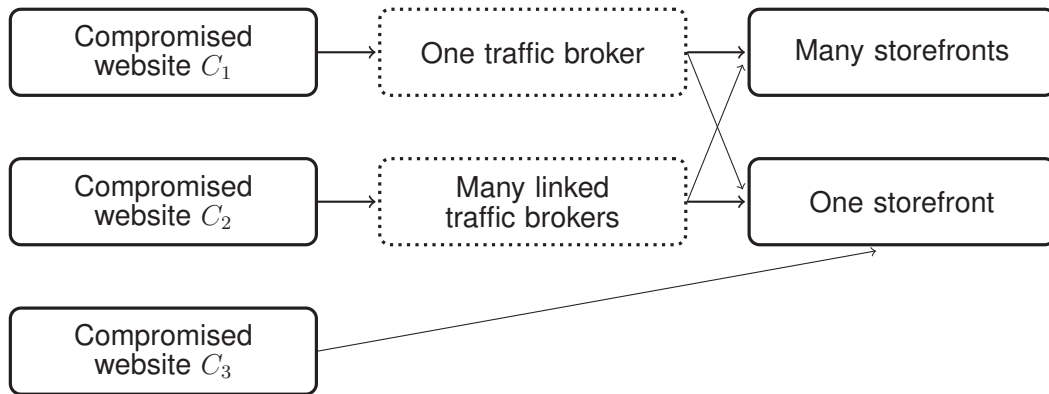 Compromised
website C₁
One traffic broker
Many storefronts
Compromised
website C₂
Many linked
traffic brokers
One storefront
Compromised
website C₃